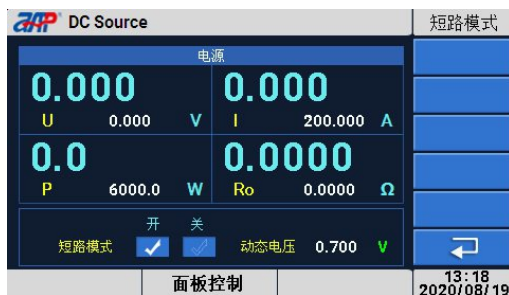 AAP DC Source 短路模式
电源
0.000 0.000
U 0.000 V I 200.000 A
0.0 0.0000
P 6000.0 W Ro 0.0000 Ω
开 关
短路模式 动态电压 0.700 V
面板控制 13:18
2020/08/19